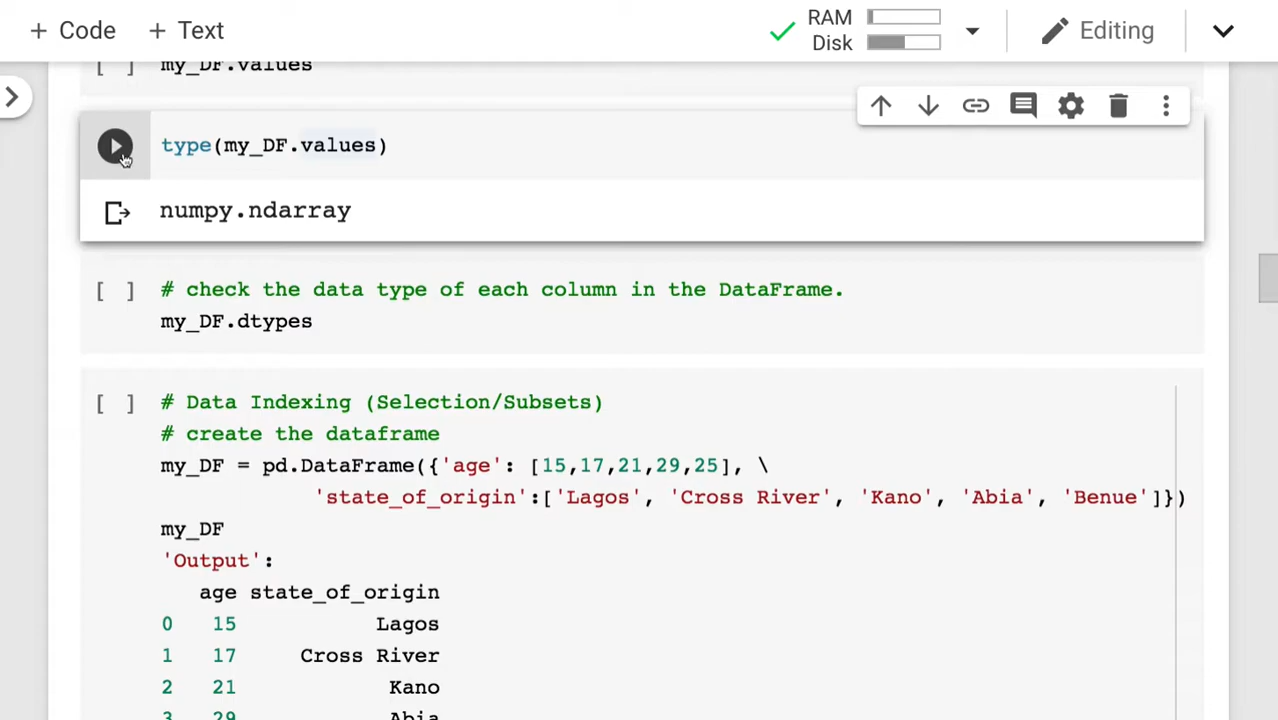 + Code + Text
RAM
Disk
Editing
[ ] my_DF.values
type(my_DF.values)
numpy.ndarray
[ ] # check the data type of each column in the DataFrame.
my_DF.dtypes
[ ] # Data Indexing (Selection/Subsets)
# create the dataframe
my_DF = pd.DataFrame({'age': [15,17,21,29,25], \
'state_of_origin':['Lagos', 'Cross River', 'Kano', 'Abia', 'Benue']})
my_DF
'Output':
age state_of_origin
0 15 Lagos
1 17 Cross River
2 21 Kano
3 29 Abia